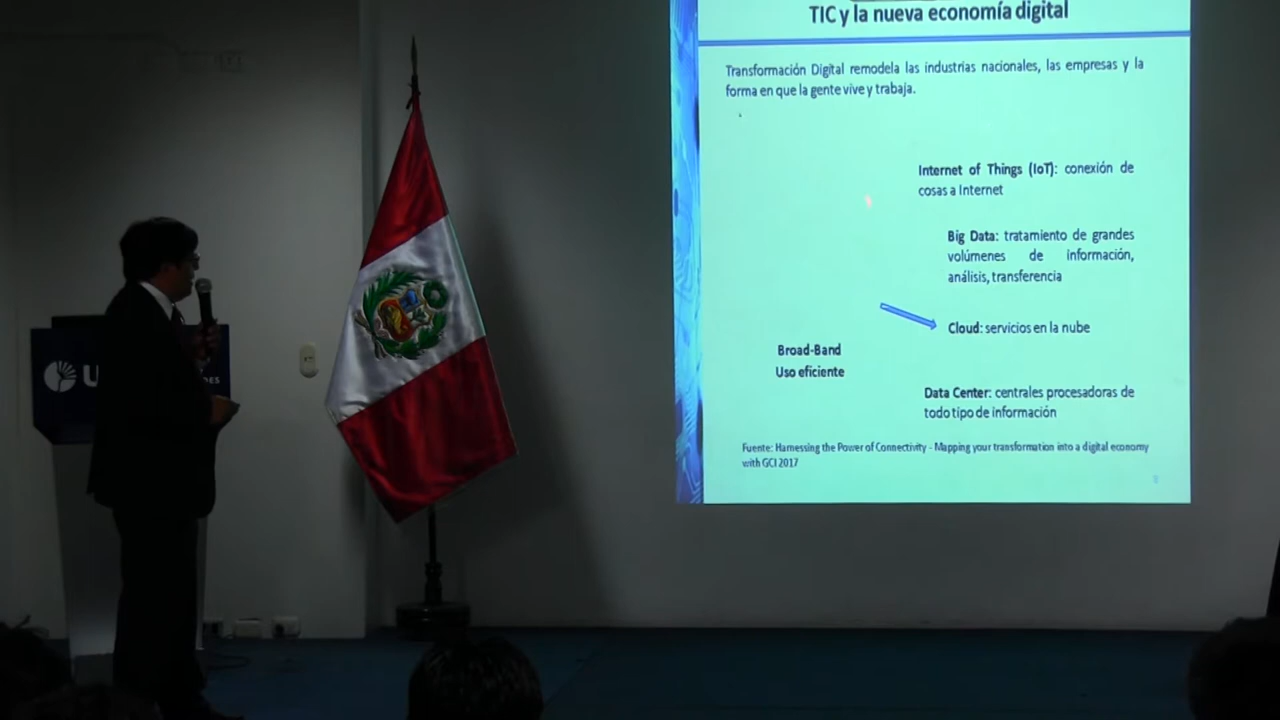 TIC y la nueva economía digital
Transformación Digital remodela las industrias nacionales, las empresas y la
forma en que la gente vive y trabaja.
Internet of Things (IoT): conexión de
cosas a Internet
Big Data: tratamiento de grandes
volúmenes de información,
análisis, transferencia
Cloud: servicios en la nube
Broad-Band
Uso eficiente
Data Center: centrales procesadoras de
todo tipo de información
Fuente: Harnessing the Power of Connectivity - Mapping your transformation into a digital economy
with GCI 2017